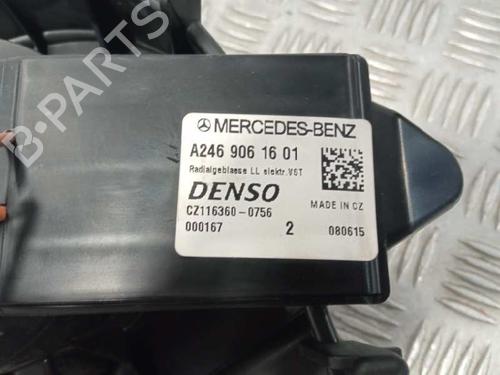 MERCEDES-BENZ
A246 906 16 01
Radialgeblaese LL elektr.VST
DENSO
MADE IN CZ
CZ116360-0756
000167 2 080615
B-PARTS